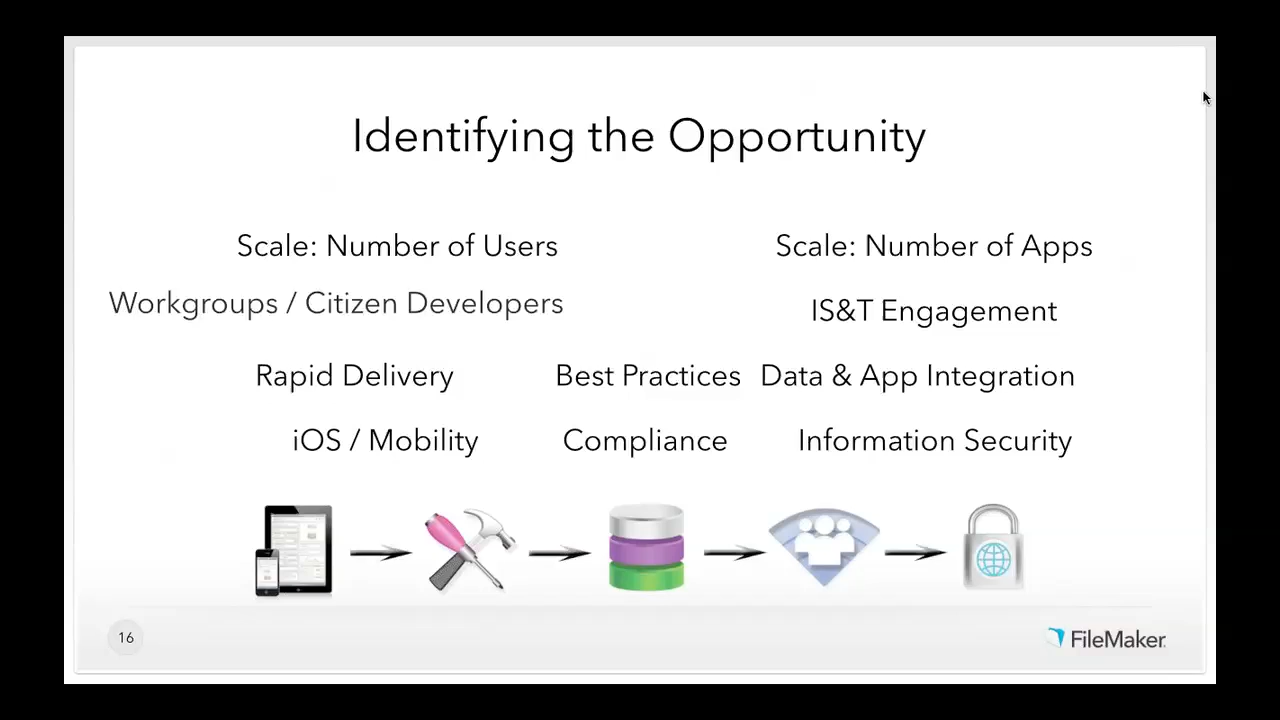 Identifying the Opportunity
Scale: Number of Users
Scale: Number of Apps
Workgroups / Citizen Developers
IS&T Engagement
Rapid Delivery
Best Practices
Data & App Integration
iOS / Mobility
Compliance
Information Security
16
FileMaker